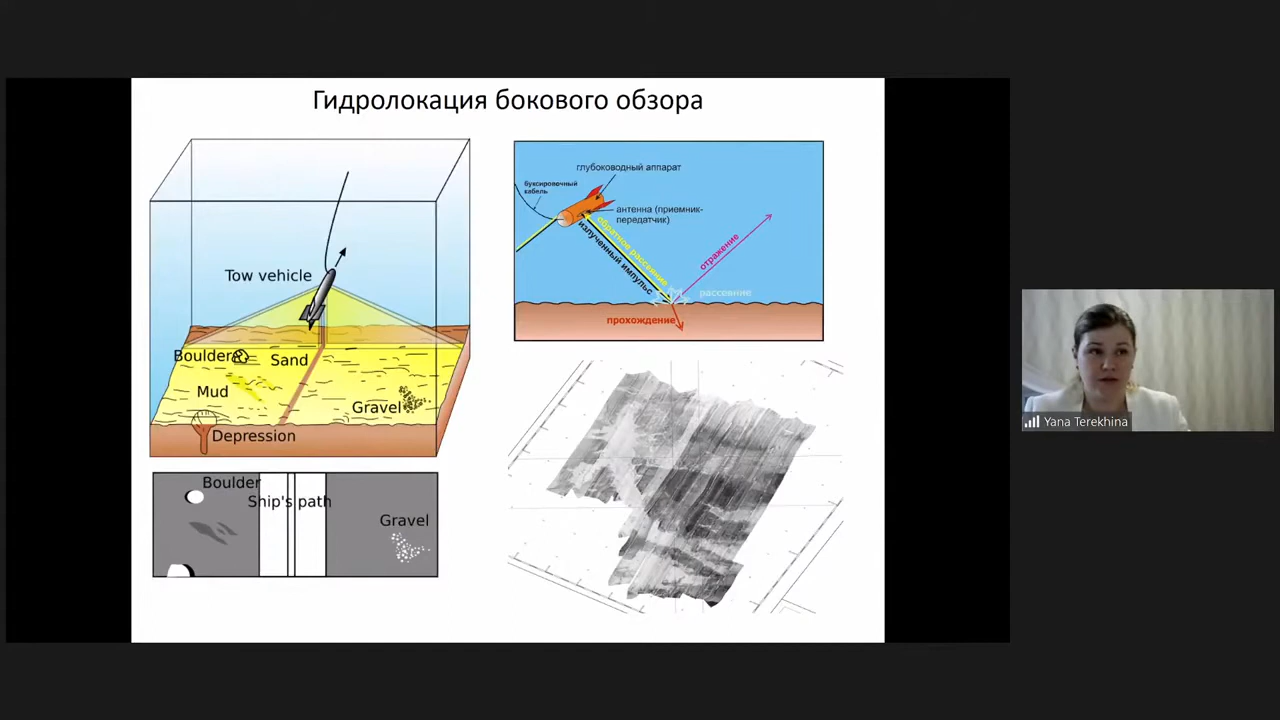 Гидролокация бокового обзора
Tow vehicle
Boulder
Sand
Mud
Gravel
Depression
Boulder
Ship's path
Gravel
глубоководный аппарат
буксировочный
кабель
антенна (приемник-
передатчик)
обратное рассеяние
излученный импульс
отражение
рассеяние
прохождение
Yana Terekhina